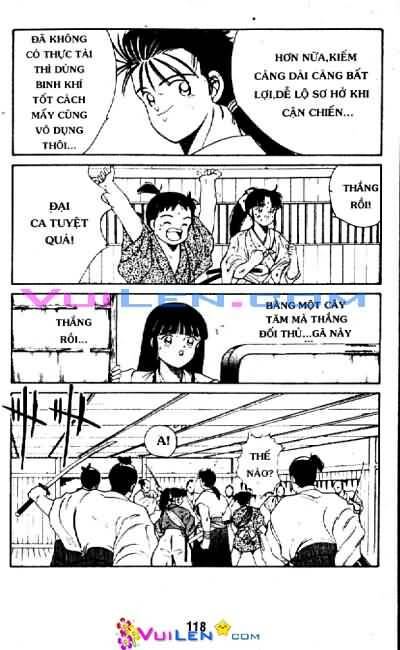 ĐÃ KHÔNG
CÓ THỰC TÀI
THÌ DÙNG
BINH KHÍ
TỐT CÁCH
MẤY CŨNG
VÔ DỤNG
THÔI...
HƠN NỮA,KIẾM
CÀNG DÀI CÀNG BẤT
LỢI,DỄ LỘ SƠ HỞ KHI
CẬN CHIẾN...
ĐẠI
CA TUYỆT
QUÁ!
THẮNG
RỒI!
VuiLen.com
THẮNG
RỒI...
BẰNG MỘT CÂY
TĂM MÀ THẮNG
ĐỐI THỦ...GÃ NÀY
A!
THẾ
NÀO?
118
VuiLen.com